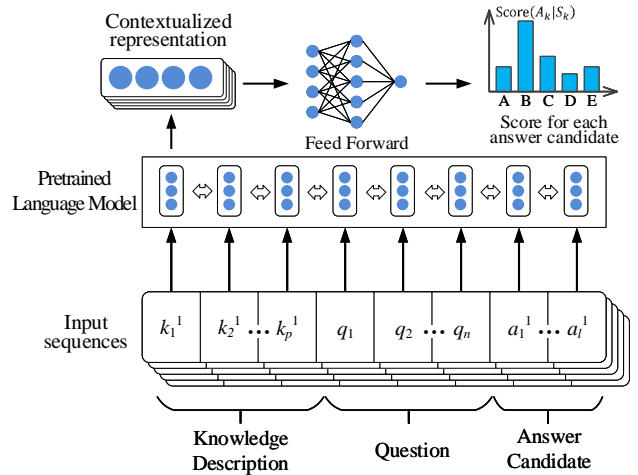 Contextualized
representation
Score(A_k|S_k)
A B C D E
Feed Forward
Score for each
answer candidate
Pretrained
Language Model
Input
sequences
k_1^1 k_2^1 ••• k_p^1 q_1 q_2 ••• q_n a_1^1 ••• a_l^1
Knowledge
Description
Question
Answer
Candidate